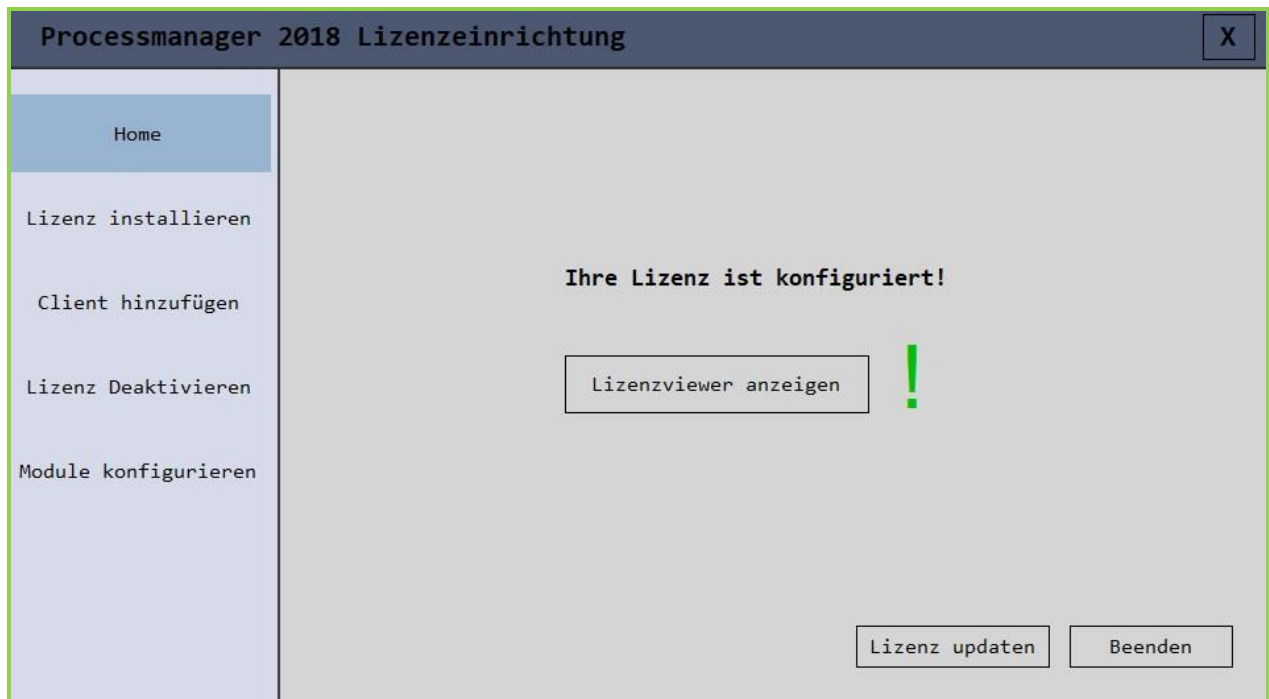 Processmanager 2018 Lizenzeinrichtung
X
Home
Lizenz installieren
Client hinzufügen
Lizenz Deaktivieren
Module konfigurieren
Ihre Lizenz ist konfiguriert!
Lizenzviewer anzeigen
!
Lizenz updaten
Beenden